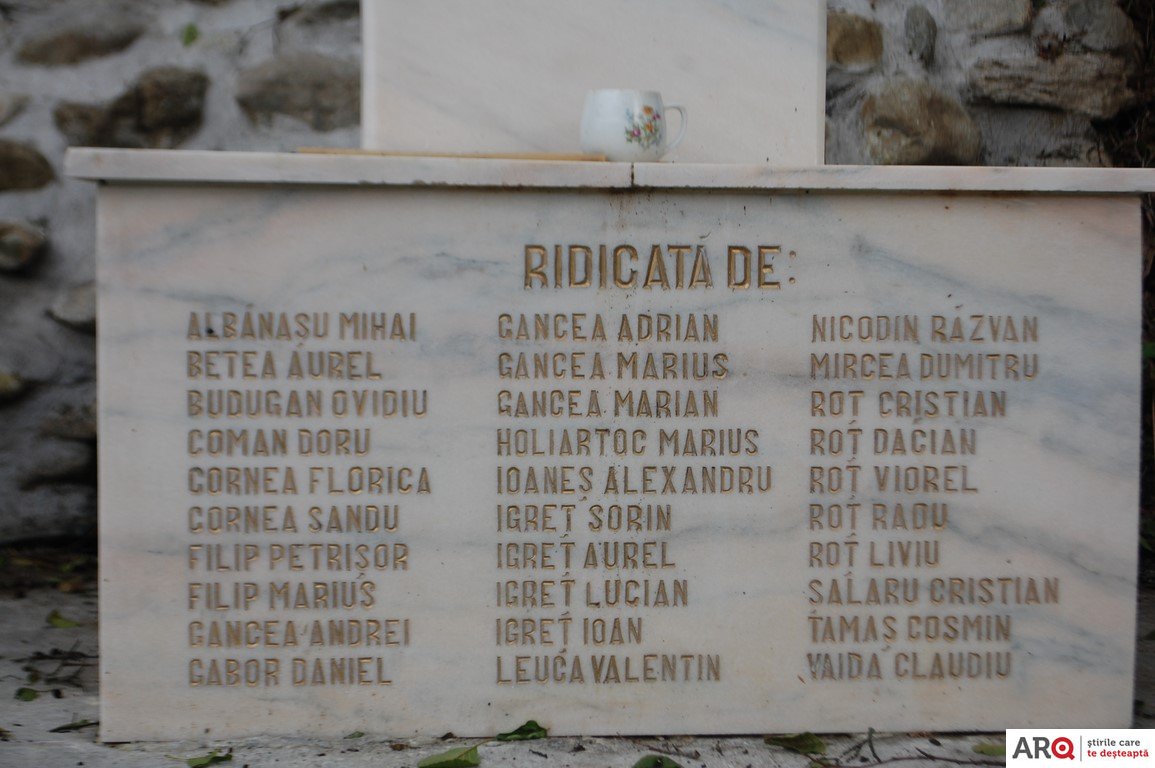 RIDICATĂ DE:
ALBĂNAȘU MIHAI
BETEA AUREL
BUDUGAN OVIDIU
COMAN DORU
CORNEA FLORICA
CORNEA SANDU
FILIP PETRIȘOR
FILIP MARIUS
GANCEA ANDREI
GABOR DANIEL
GANCEA ADRIAN
GANCEA MARIUS
GANCEA MARIAN
HOLIARTOC MARIUS
IOANEȘ ALEXANDRU
IGREȚ SORIN
IGREȚ AUREL
IGREȚ LUCIAN
IGREȚ IOAN
LEUCA VALENTIN
NICODIN RĂZVAN
MIRCEA DUMITRU
ROȚ CRISTIAN
ROȚ DACIAN
ROȚ VIOREL
ROȚ RADU
ROȚ LIVIU
SĂLARU CRISTIAN
TĂMAȘ COSMIN
VAIDA CLAUDIU
ARQ știrile care
te deșteaptă